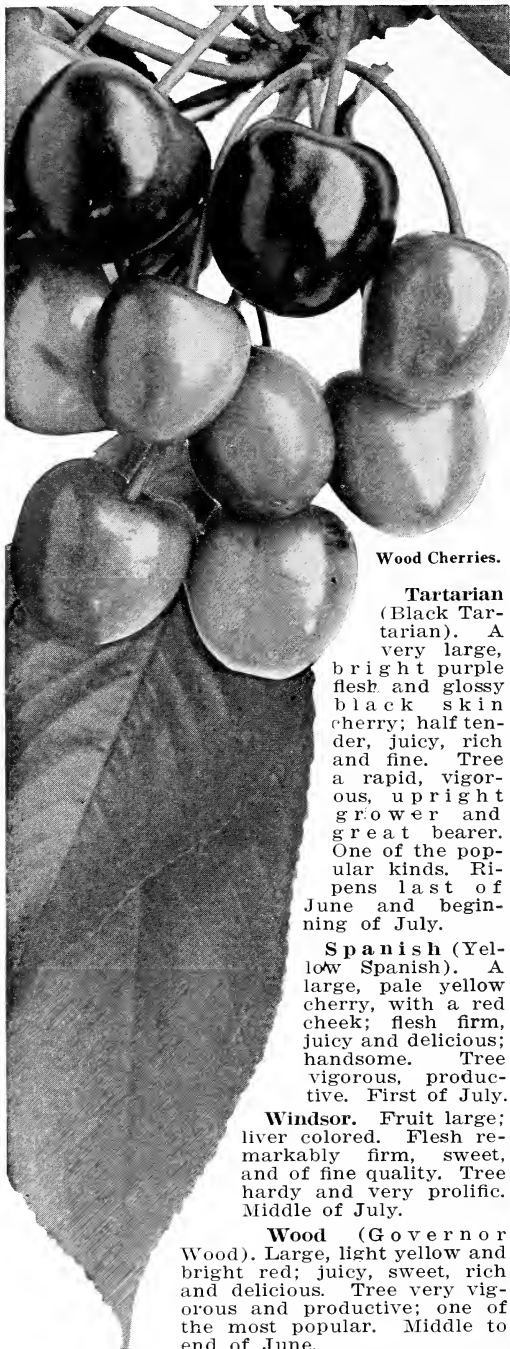 Wood Cherries.
Tartarian
(Black Tar-
tarian). A
very large,
bright purple
flesh and glossy
black skin
cherry; half ten-
der, juicy, rich
and fine. Tree
a rapid, vigor-
ous, upright
grower and
great bearer.
One of the pop-
ular kinds. Ri-
pens last of
June and begin-
ning of July.
Spanish (Yel-
low Spanish). A
large, pale yellow
cherry, with a red
cheek; flesh firm,
juicy and delicious;
handsome. Tree
vigorous, produc-
tive. First of July.
Windsor. Fruit large;
liver colored. Flesh re-
markably firm, sweet,
and of fine quality. Tree
hardy and very prolific.
Middle of July.
Wood (Governor
Wood). Large, light yellow and
bright red; juicy, sweet, rich
and delicious. Tree very vig-
orous and productive; one of
the most popular. Middle to
end of June.